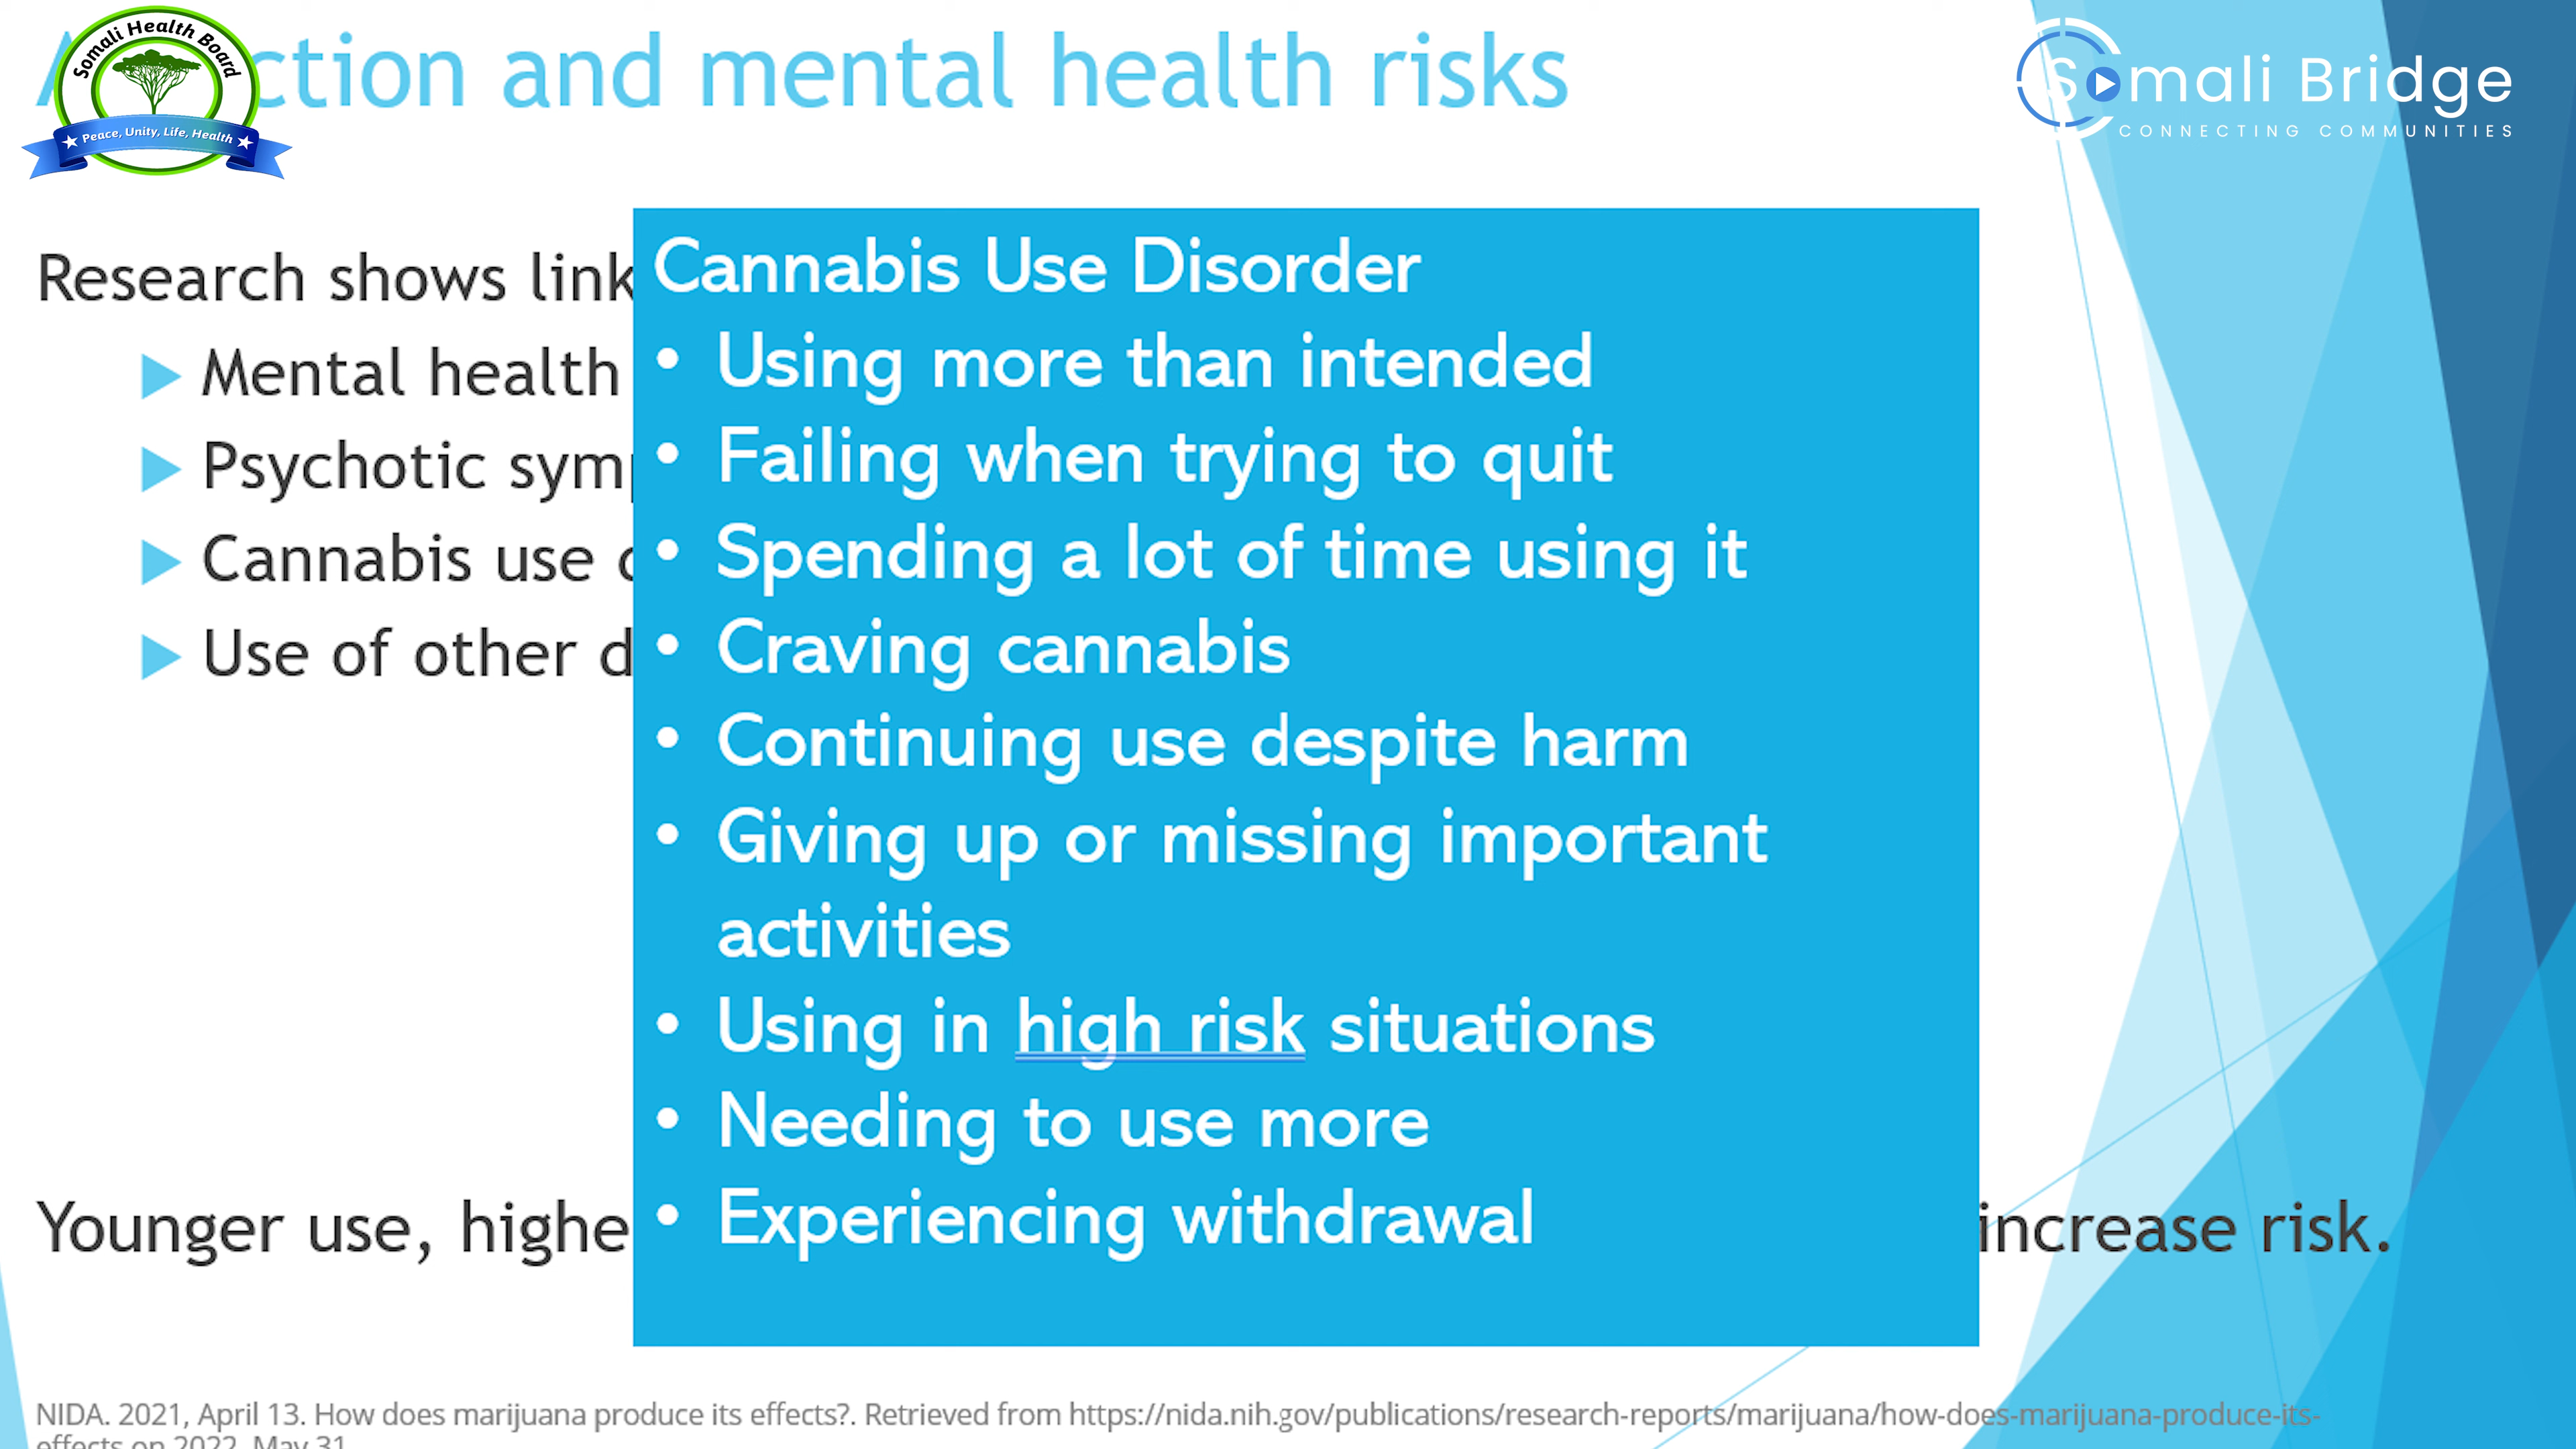 Somali Health Board
Peace, Unity, Life, Health
and mental health risks
Somali Bridge
CONNECTING COMMUNITIES
Research shows
Mental health
Psychotic
Cannabis use
Use of other
Younger use,
increase risk.
Cannabis Use Disorder
• Using more than intended
• Failing when trying to quit
• Spending a lot of time using it
• Craving cannabis
• Continuing use despite harm
• Giving up or missing important
activities
• Using in high risk situations
• Needing to use more
• Experiencing withdrawal
NIDA. 2021, April 13. How does marijuana produce its effects?. Retrieved from https://nida.nih.gov/publications/research-reports/marijuana/how-does-marijuana-produce-its-
effects on 2022, May 31